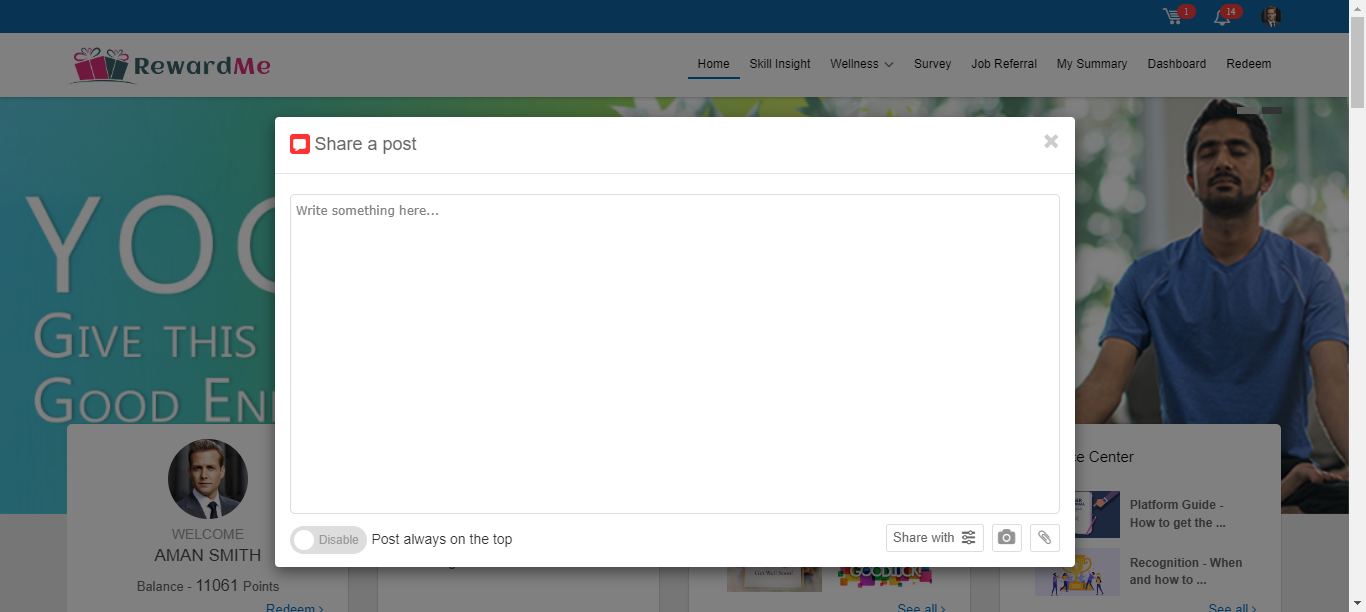 1
14
RewardMe
Home
Skill Insight
Wellness
Survey
Job Referral
My Summary
Dashboard
Redeem
Share a post
Write something here...
Disable
Post always on the top
Share with
GIVE THIS
GOOD
WELCOME
AMAN SMITH
Balance - 11061 Points
Redeem >
Center
Platform Guide -
How to get the ...
Recognition - When
and how to ...
See all >
See all >